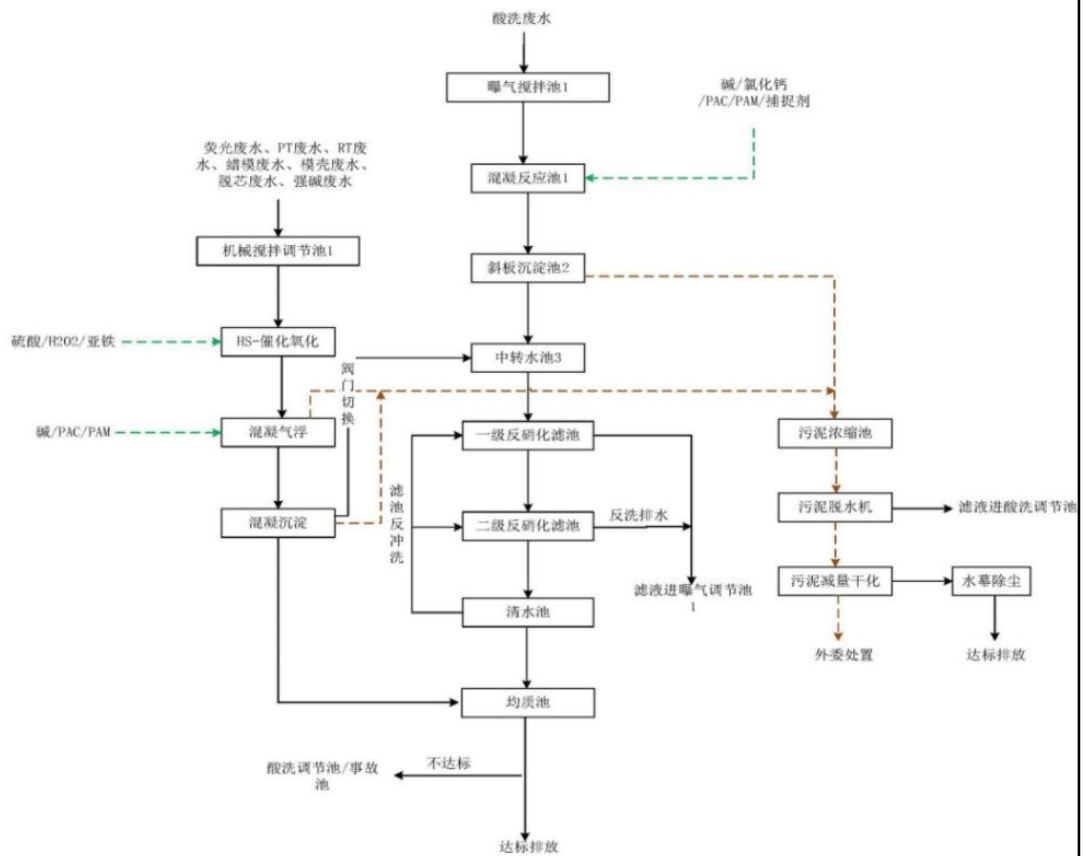 酸洗废水
曝气搅拌池1
碱/氯化钙
/PAC/PAM/捕捉剂
荧光废水、PT废水、RT废
水、蜡模废水、模壳废水、
脱芯废水、强碱废水
混凝反应池1
机械搅拌调节池1
斜板沉淀池2
硫酸/H2O2/亚铁
HS-催化氧化
中转水池3
阀门切换
碱/PAC/PAM
混凝气浮
一级反硝化滤池
污泥浓缩池
滤池反冲洗
混凝沉淀
二级反硝化滤池
反洗排水
污泥脱水机
滤液进酸洗调节池
滤液进曝气调节池
1
污泥减量干化
水幕除尘
清水池
外委处置
达标排放
均质池
酸洗调节池/事故
池
不达标
达标排放